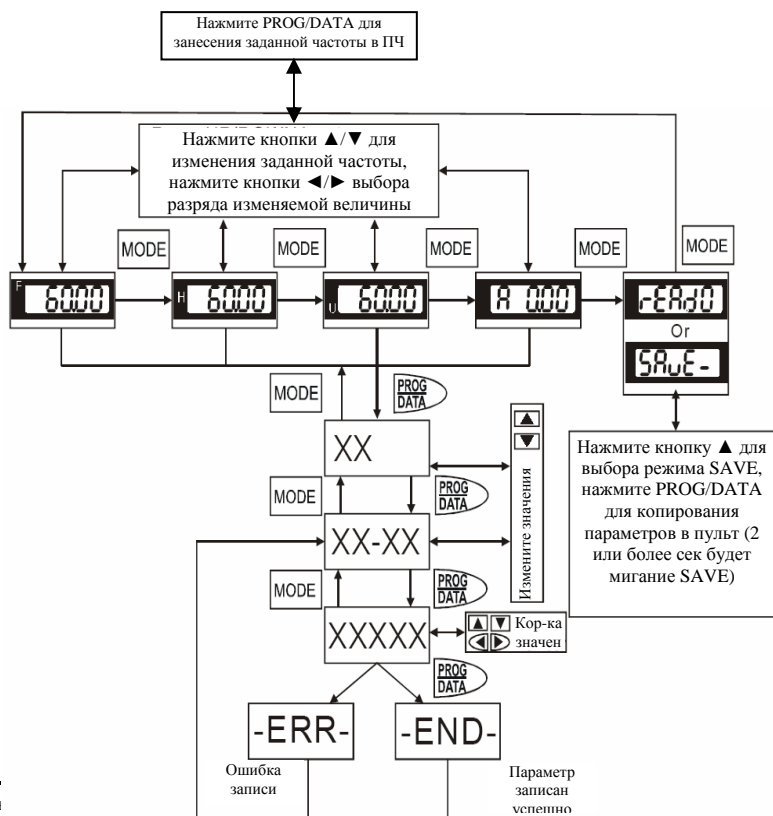 Нажмите PROG/DATA для
занесения заданной частоты в ПЧ
Нажмите кнопки ▲/▼ для
изменения заданной частоты,
нажмите кнопки ◄/► выбора
разряда изменяемой величины
MODE
MODE
MODE
MODE
MODE
F 60.00
H 60.00
U 60.00
A 0.00
rEAd0
Or
SAvE-
MODE
PROG
DATA
XX
▲
▼
Измените значения
MODE
PROG
DATA
XX-XX
MODE
PROG
DATA
XXXXX
▲ ▼ Кор-ка
◄ ► значен
PROG
DATA
Нажмите кнопку ▲ для
выбора режима SAVE,
нажмите PROG/DATA
для копирования
параметров в пульт (2
или более сек будет
мигание SAVE)
-ERR-
-END-
Ошибка
записи
Параметр
записан
успешно